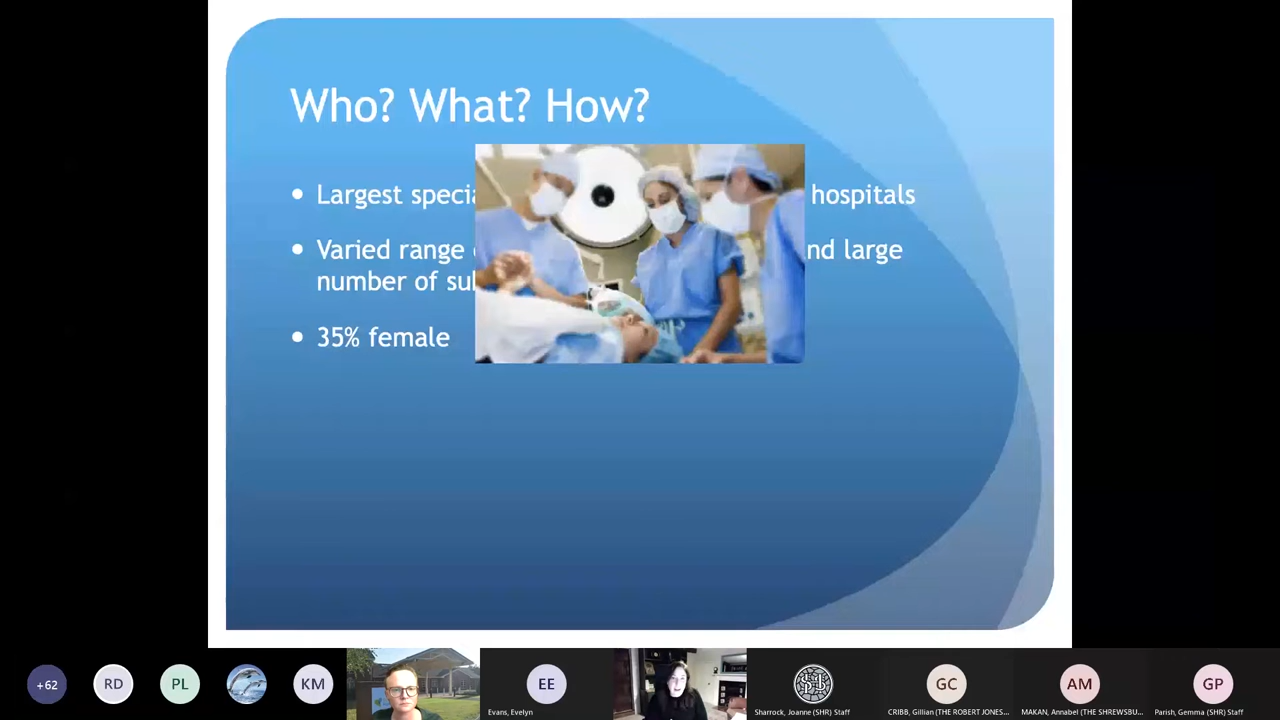 Who? What? How?
• Largest hospitals
• Varied range nd large
number of su
• 35% female
+62
RD
PL
KM
EE
GC
AM
GP
Evans, Evelyn
Sharrock, Joanne (SHR) Staff
CRIBB, Gillian (THE ROBERT JONES...
MAKAN, Annabel (THE SHREWSBU...
Parish, Gemma (SHR) Staff